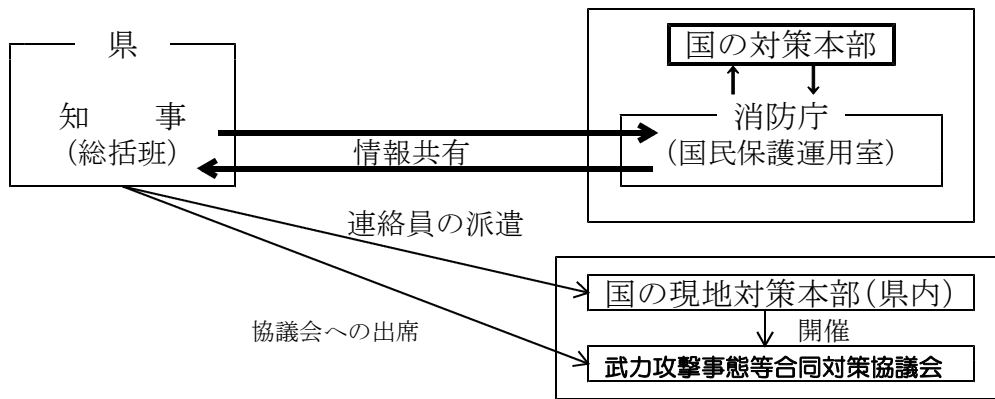 県
知　　事
（総括班）
情報共有
国の対策本部
消防庁
（国民保護運用室）
連絡員の派遣
協議会への出席
国の現地対策本部（県内）
開催
武力攻撃事態等合同対策協議会